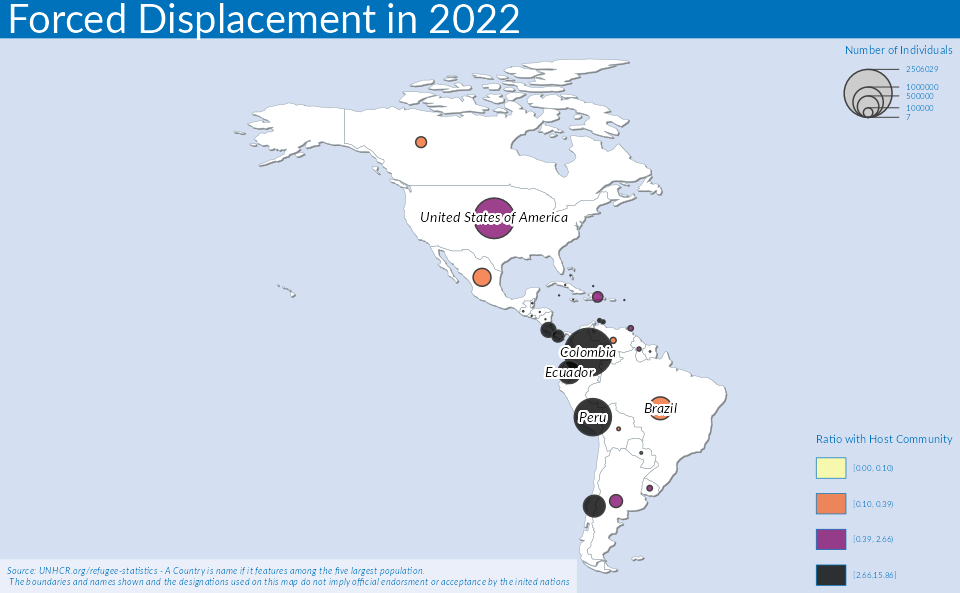 Forced Displacement in 2022
Number of Individuals
2506029
1000000
500000
100000
7
United States of America
Colombia
Ecuador
Peru
Brazil
Ratio with Host Community
[0.00, 0.10)
[0.10, 0.39)
[0.39, 2.66)
[2.66,15.86]
Source: UNHCR.org/refugee-statistics - A Country is name if it features among the five largest population.
The boundaries and names shown and the designations used on this map do not imply official endorsment or acceptance by the inited nations